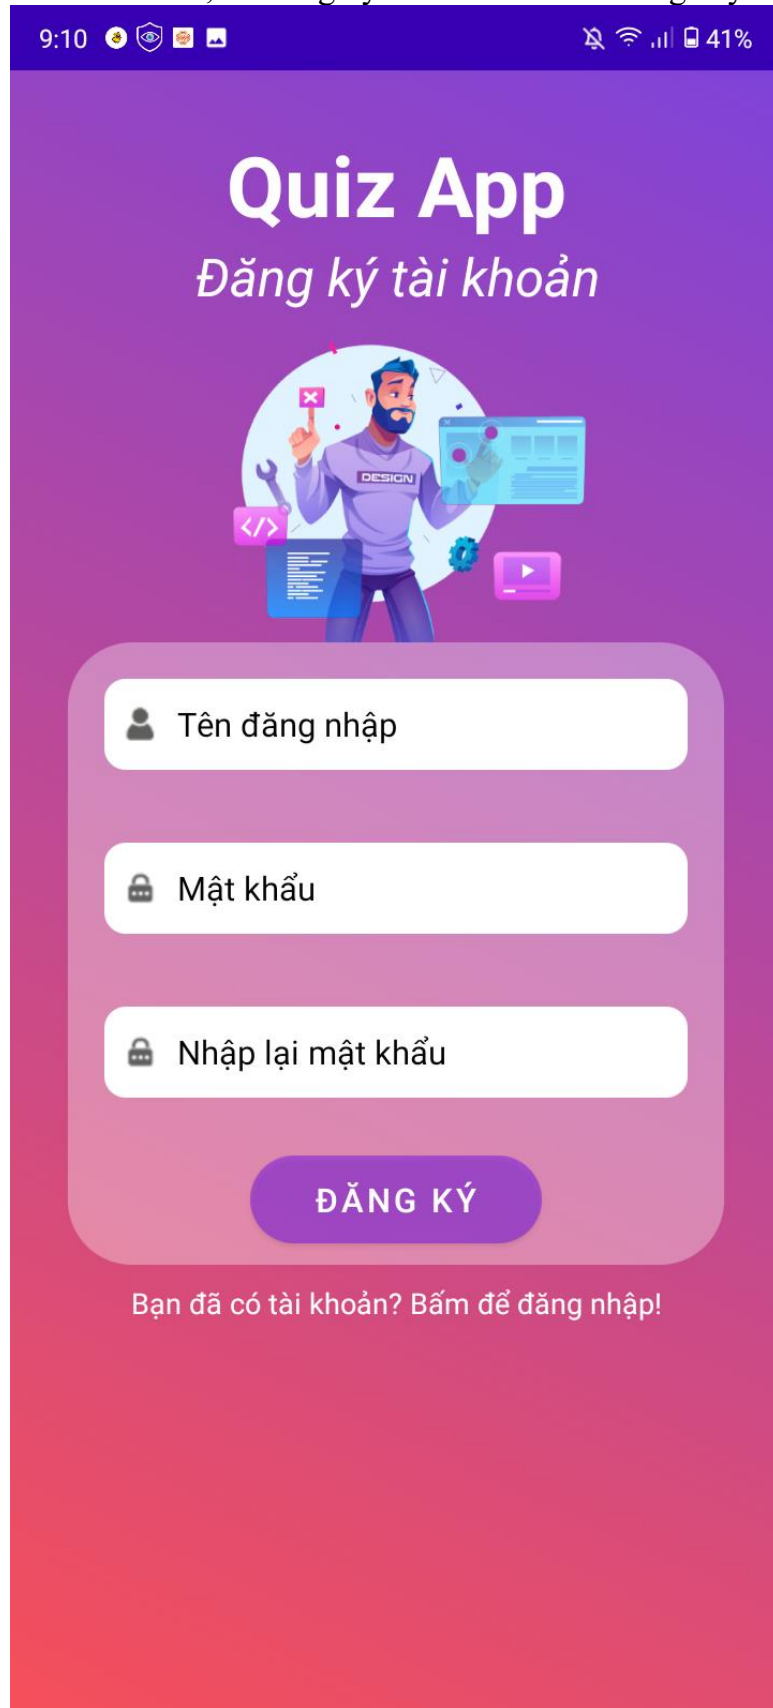 9:10
41%
Quiz App
Đăng ký tài khoản
DESIGN
</>
Tên đăng nhập
Mật khẩu
Nhập lại mật khẩu
ĐĂNG KÝ
Bạn đã có tài khoản? Bấm để đăng nhập!